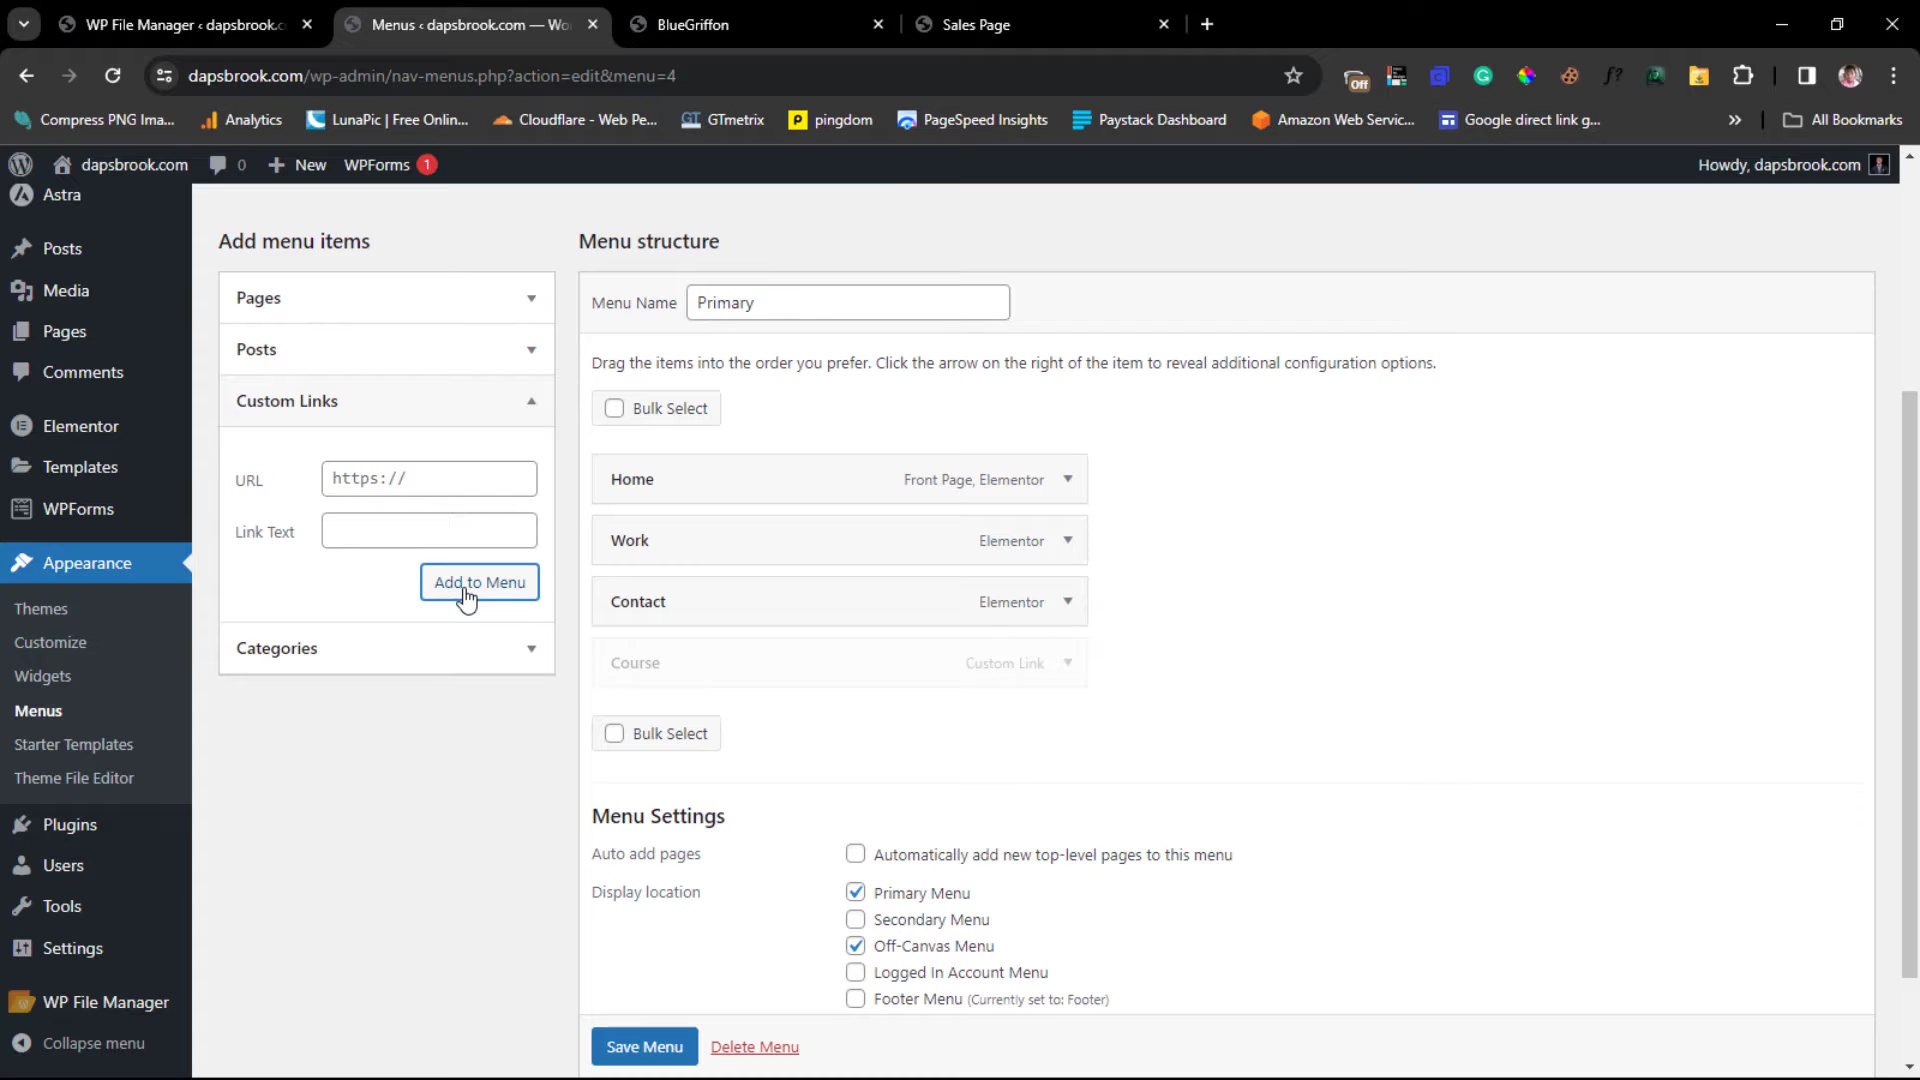 WP File Manager ‹ dapsbrook.c
Menus ‹ dapsbrook.com — Wo
BlueGriffon
Sales Page
dapsbrook.com/wp-admin/nav-menus.php?action=edit&menu=4
Off
f?
Compress PNG Ima...
Analytics
LunaPic | Free Onlin...
Cloudflare - Web Pe...
GTmetrix
pingdom
PageSpeed Insights
Paystack Dashboard
Amazon Web Servic...
Google direct link g...
»
All Bookmarks
dapsbrook.com
0
New
WPForms 1
Howdy, dapsbrook.com
Astra
Posts
Media
Pages
Comments
Elementor
Templates
WPForms
Appearance
Themes
Customize
Widgets
Menus
Starter Templates
Theme File Editor
Plugins
Users
Tools
Settings
WP File Manager
Collapse menu
Add menu items
Pages
Posts
Custom Links
URL https://
Link Text
Add to Menu
Categories
Menu structure
Menu Name Primary
Drag the items into the order you prefer. Click the arrow on the right of the item to reveal additional configuration options.
Bulk Select
Home Front Page, Elementor
Work Elementor
Contact Elementor
Course Custom Link
Bulk Select
Menu Settings
Auto add pages Automatically add new top-level pages to this menu
Display location Primary Menu
Secondary Menu
Off-Canvas Menu
Logged In Account Menu
Footer Menu (Currently set to: Footer)
Save Menu Delete Menu